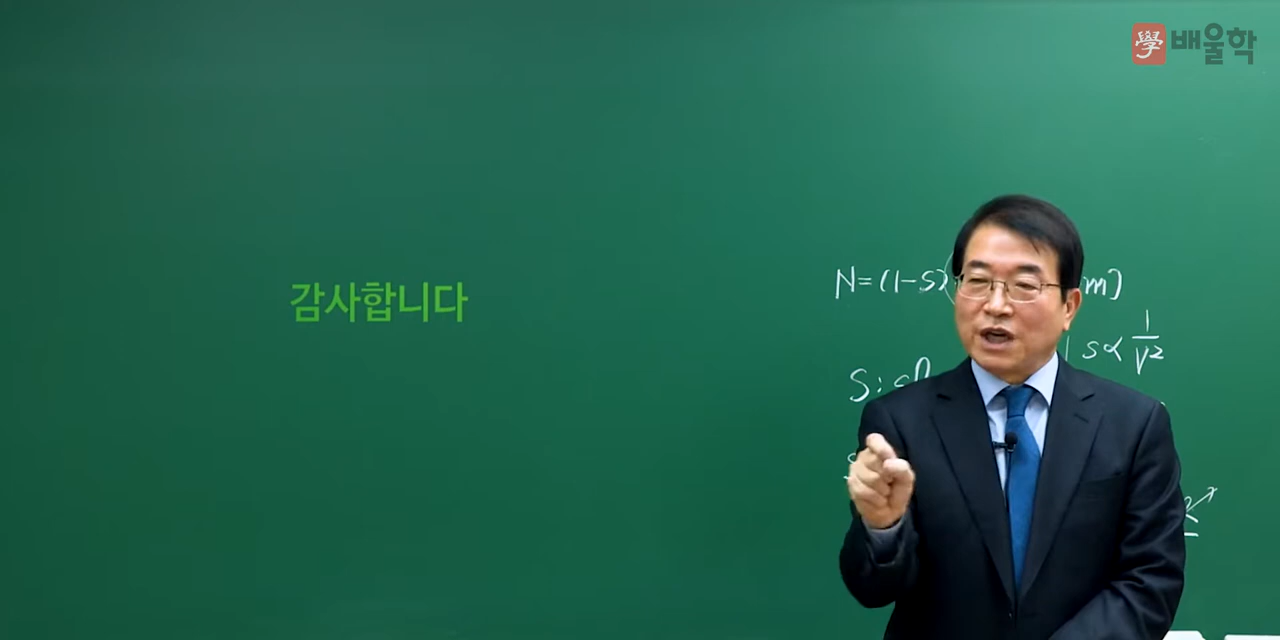 學 배울학
감사합니다
N=(1-S)
m]
S∝ 1/V²
S: